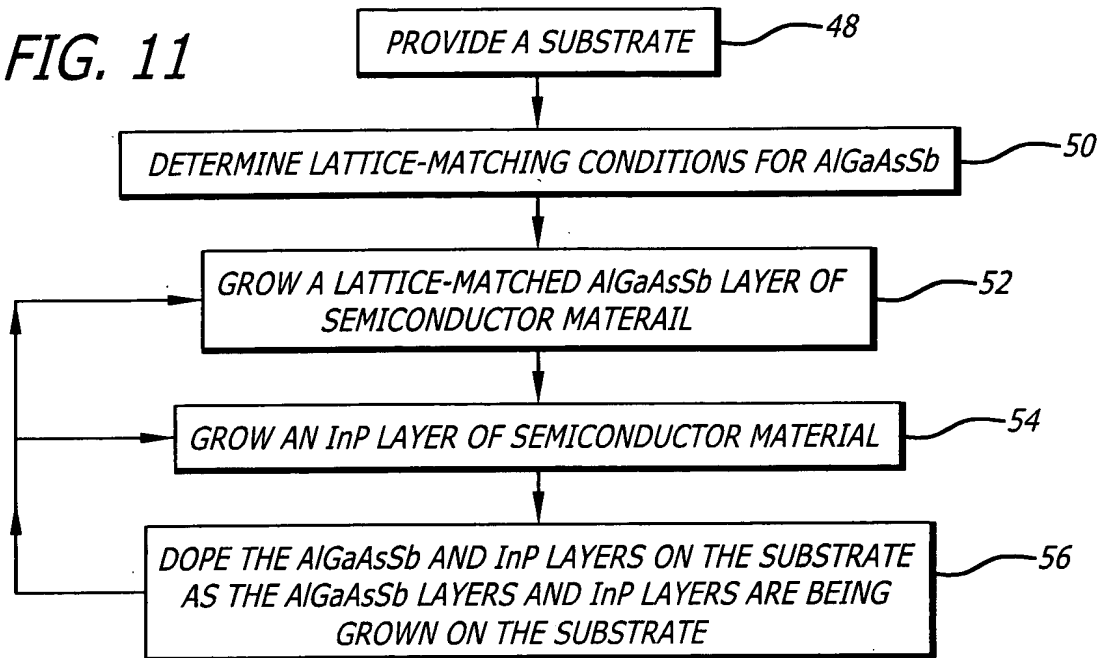 FIG. 11
PROVIDE A SUBSTRATE
48
DETERMINE LATTICE-MATCHING CONDITIONS FOR AlGaAsSb
50
GROW A LATTICE-MATCHED AlGaAsSb LAYER OF
SEMICONDUCTOR MATERAIL
52
GROW AN InP LAYER OF SEMICONDUCTOR MATERIAL
54
DOPE THE AlGaAsSb AND InP LAYERS ON THE SUBSTRATE
AS THE AlGaAsSb LAYERS AND InP LAYERS ARE BEING
GROWN ON THE SUBSTRATE
56